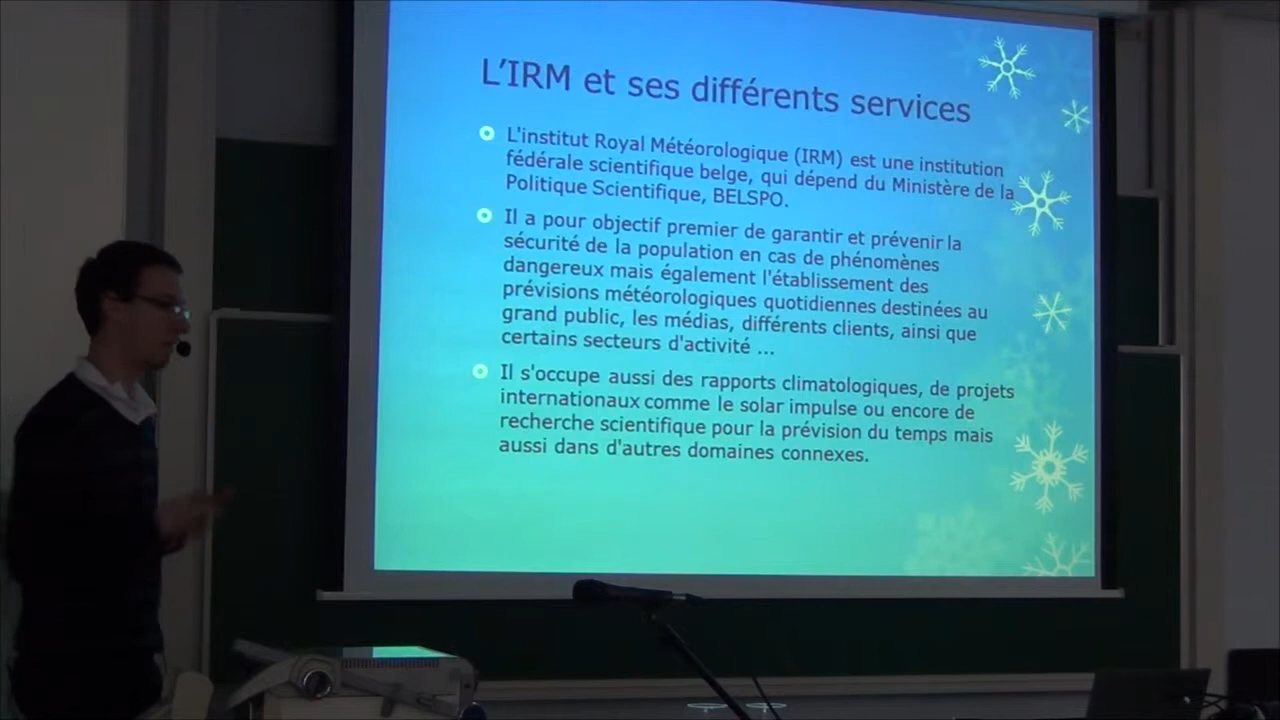 L'IRM et ses différents services
L'institut Royal Météorologique (IRM) est une institution
fédérale scientifique belge, qui dépend du Ministère de la
Politique Scientifique, BELSPO.
Il a pour objectif premier de garantir et prévenir la
sécurité de la population en cas de phénomènes
dangereux mais également l'établissement des
prévisions météorologiques quotidiennes destinées au
grand public, les médias, différents clients, ainsi que
certains secteurs d'activité ...
Il s'occupe aussi des rapports climatologiques, de projets
internationaux comme le solar impulse ou encore de
recherche scientifique pour la prévision du temps mais
aussi dans d'autres domaines connexes.